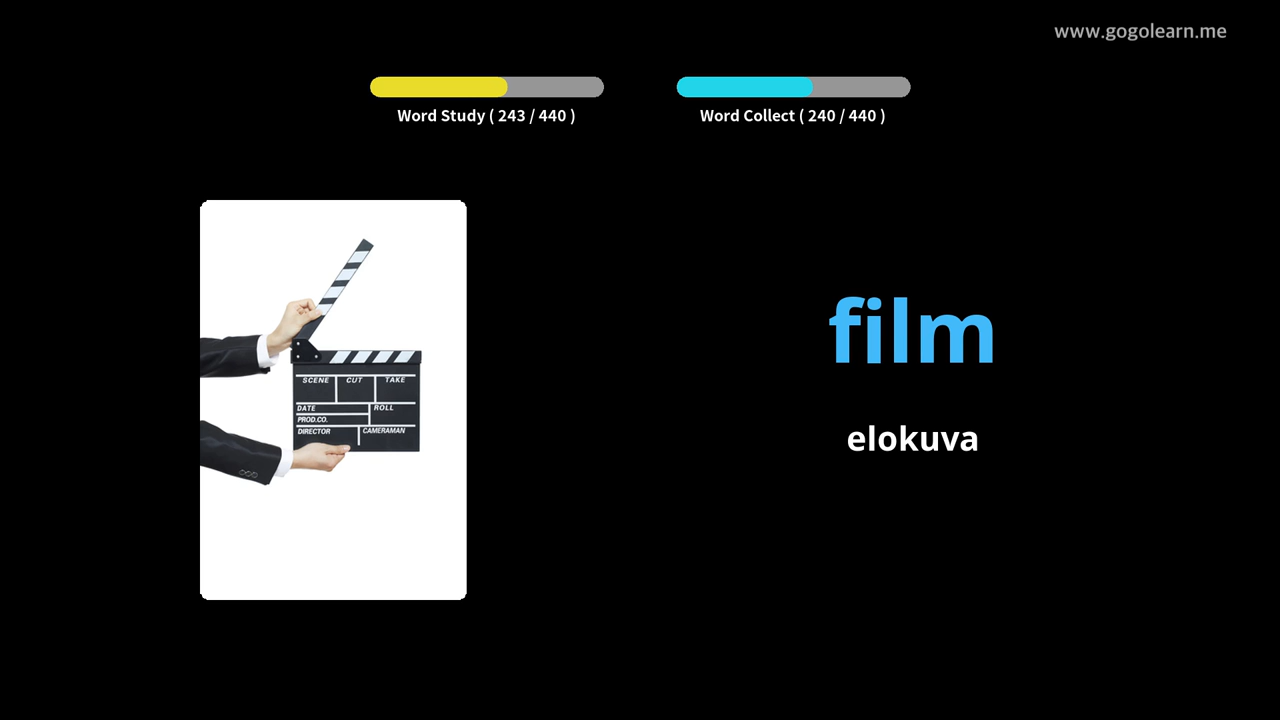 www.gogolearn.me
Word Study ( 243 / 440 )
Word Collect ( 240 / 440 )
SCENE CUT TAKE
DATE ROLL
PROD.CO.
DIRECTOR CAMERAMAN
film
elokuva